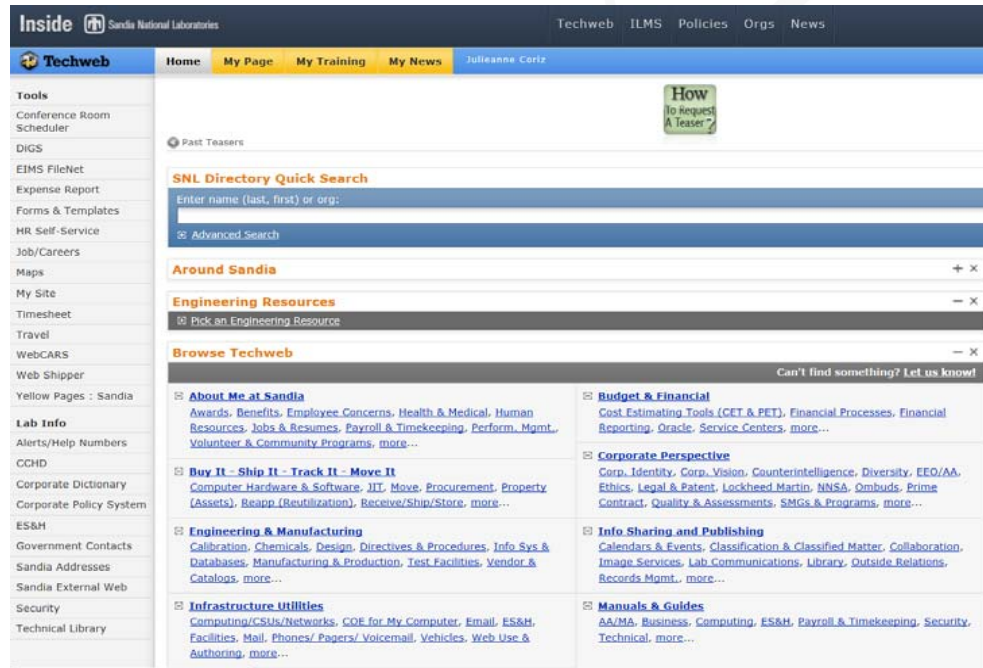 Inside Sandia National Laboratories
Techweb ILMS Policies Orgs News
Techweb
Home My Page My Training My News Julieanne Coriz
Tools
Conference Room
Scheduler
DIGS
EIMS FileNet
Expense Report
Forms & Templates
HR Self-Service
Job/Careers
Maps
My Site
Timesheet
Travel
WebCARS
Web Shipper
Yellow Pages : Sandia
Lab Info
Alerts/Help Numbers
CCHD
Corporate Dictionary
Corporate Policy System
ES&H
Government Contacts
Sandia Addresses
Sandia External Web
Security
Technical Library
How
To Request
A Teaser
Past Teasers
SNL Directory Quick Search
Enter name (last, first) or org:
Advanced Search
Around Sandia
Engineering Resources
Pick an Engineering Resource
Browse Techweb
Can't find something? Let us know!
About Me at Sandia
Awards, Benefits, Employee Concerns, Health & Medical, Human
Resources, Jobs & Resumes, Payroll & Timekeeping, Perform. Mgmt.,
Volunteer & Community Programs, more...
Buy It - Ship It - Track It - Move It
Computer Hardware & Software, JIT, Move, Procurement, Property
(Assets), Reapp (Reutilization), Receive/Ship/Store, more...
Engineering & Manufacturing
Calibration, Chemicals, Design, Directives & Procedures, Info Sys &
Databases, Manufacturing & Production, Test Facilities, Vendor &
Catalogs, more...
Infrastructure Utilities
Computing/CSUs/Networks, COE for My Computer, Email, ES&H,
Facilities, Mail, Phones/ Pagers/ Voicemail, Vehicles, Web Use &
Authoring, more...
Budget & Financial
Cost Estimating Tools (CET & PET), Financial Processes, Financial
Reporting, Oracle, Service Centers, more...
Corporate Perspective
Corp. Identity, Corp. Vision, Counterintelligence, Diversity, EEO/AA,
Ethics, Legal & Patent, Lockheed Martin, NNSA, Ombuds, Prime
Contract, Quality & Assessments, SMGs & Programs, more...
Info Sharing and Publishing
Calendars & Events, Classification & Classified Matter, Collaboration,
Image Services, Lab Communications, Library, Outside Relations,
Records Mgmt., more...
Manuals & Guides
AA/MA, Business, Computing, ES&H, Payroll & Timekeeping, Security,
Technical, more...